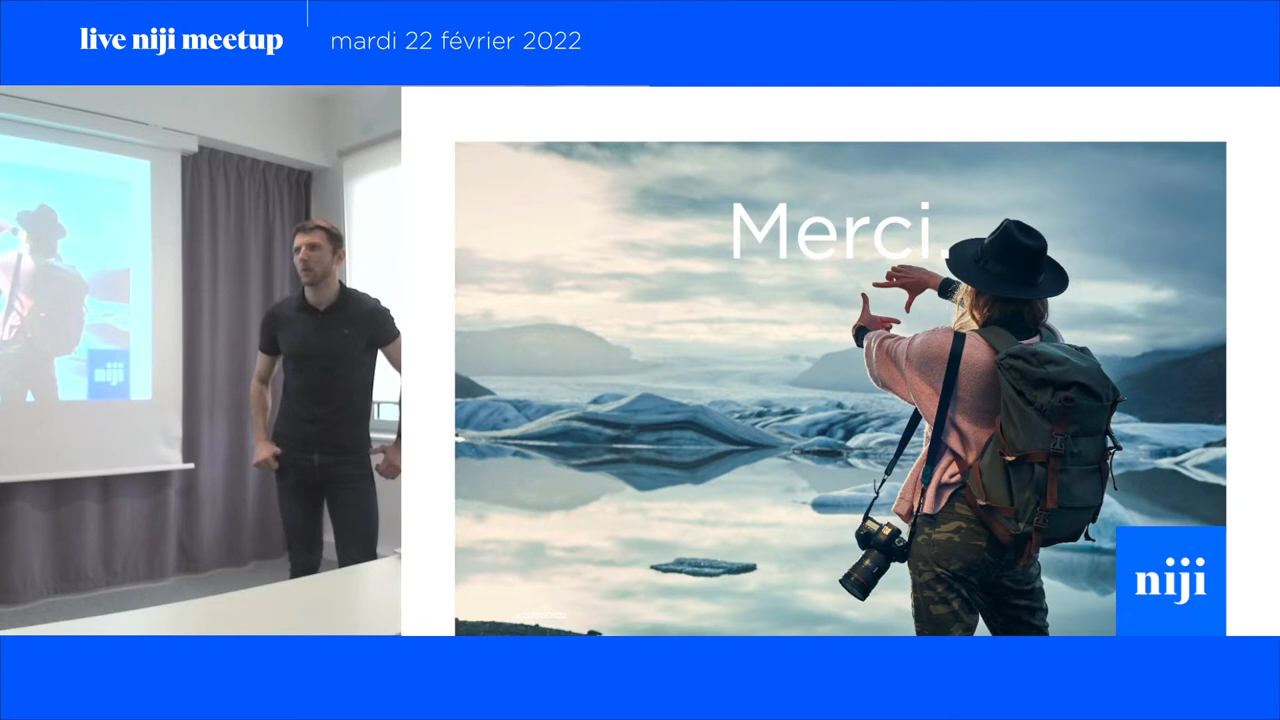 live niji meetup
mardi 22 février 2022
Merci.
niji
niji